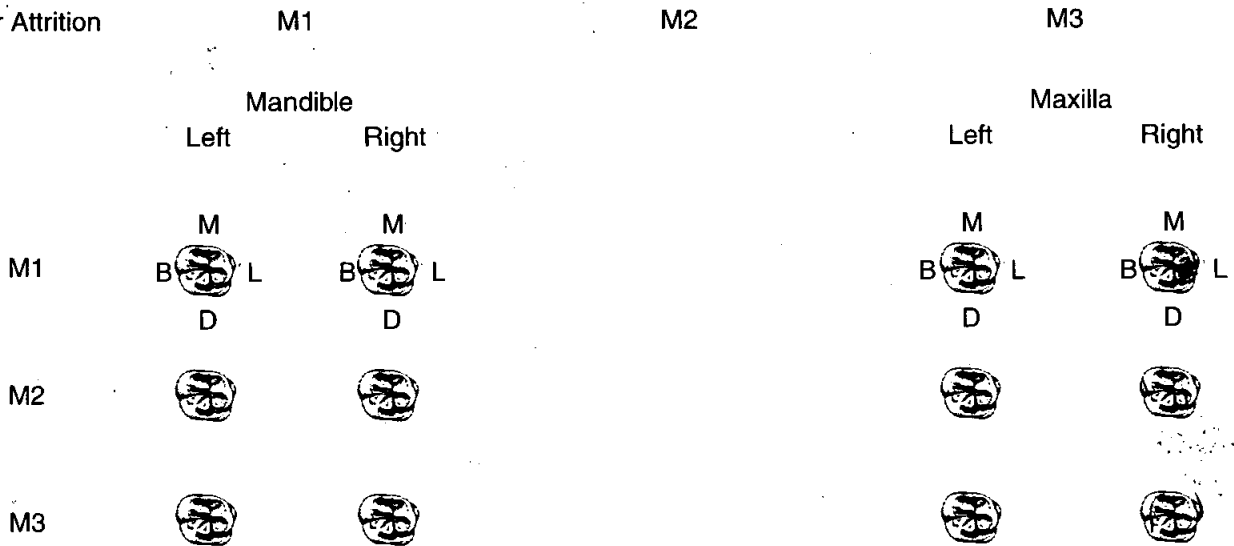 Attrition M1 M2 M3
Mandible Maxilla
Left Right Left Right
M M M M
M1 B L B L B L B L
D D D D
M2
M3